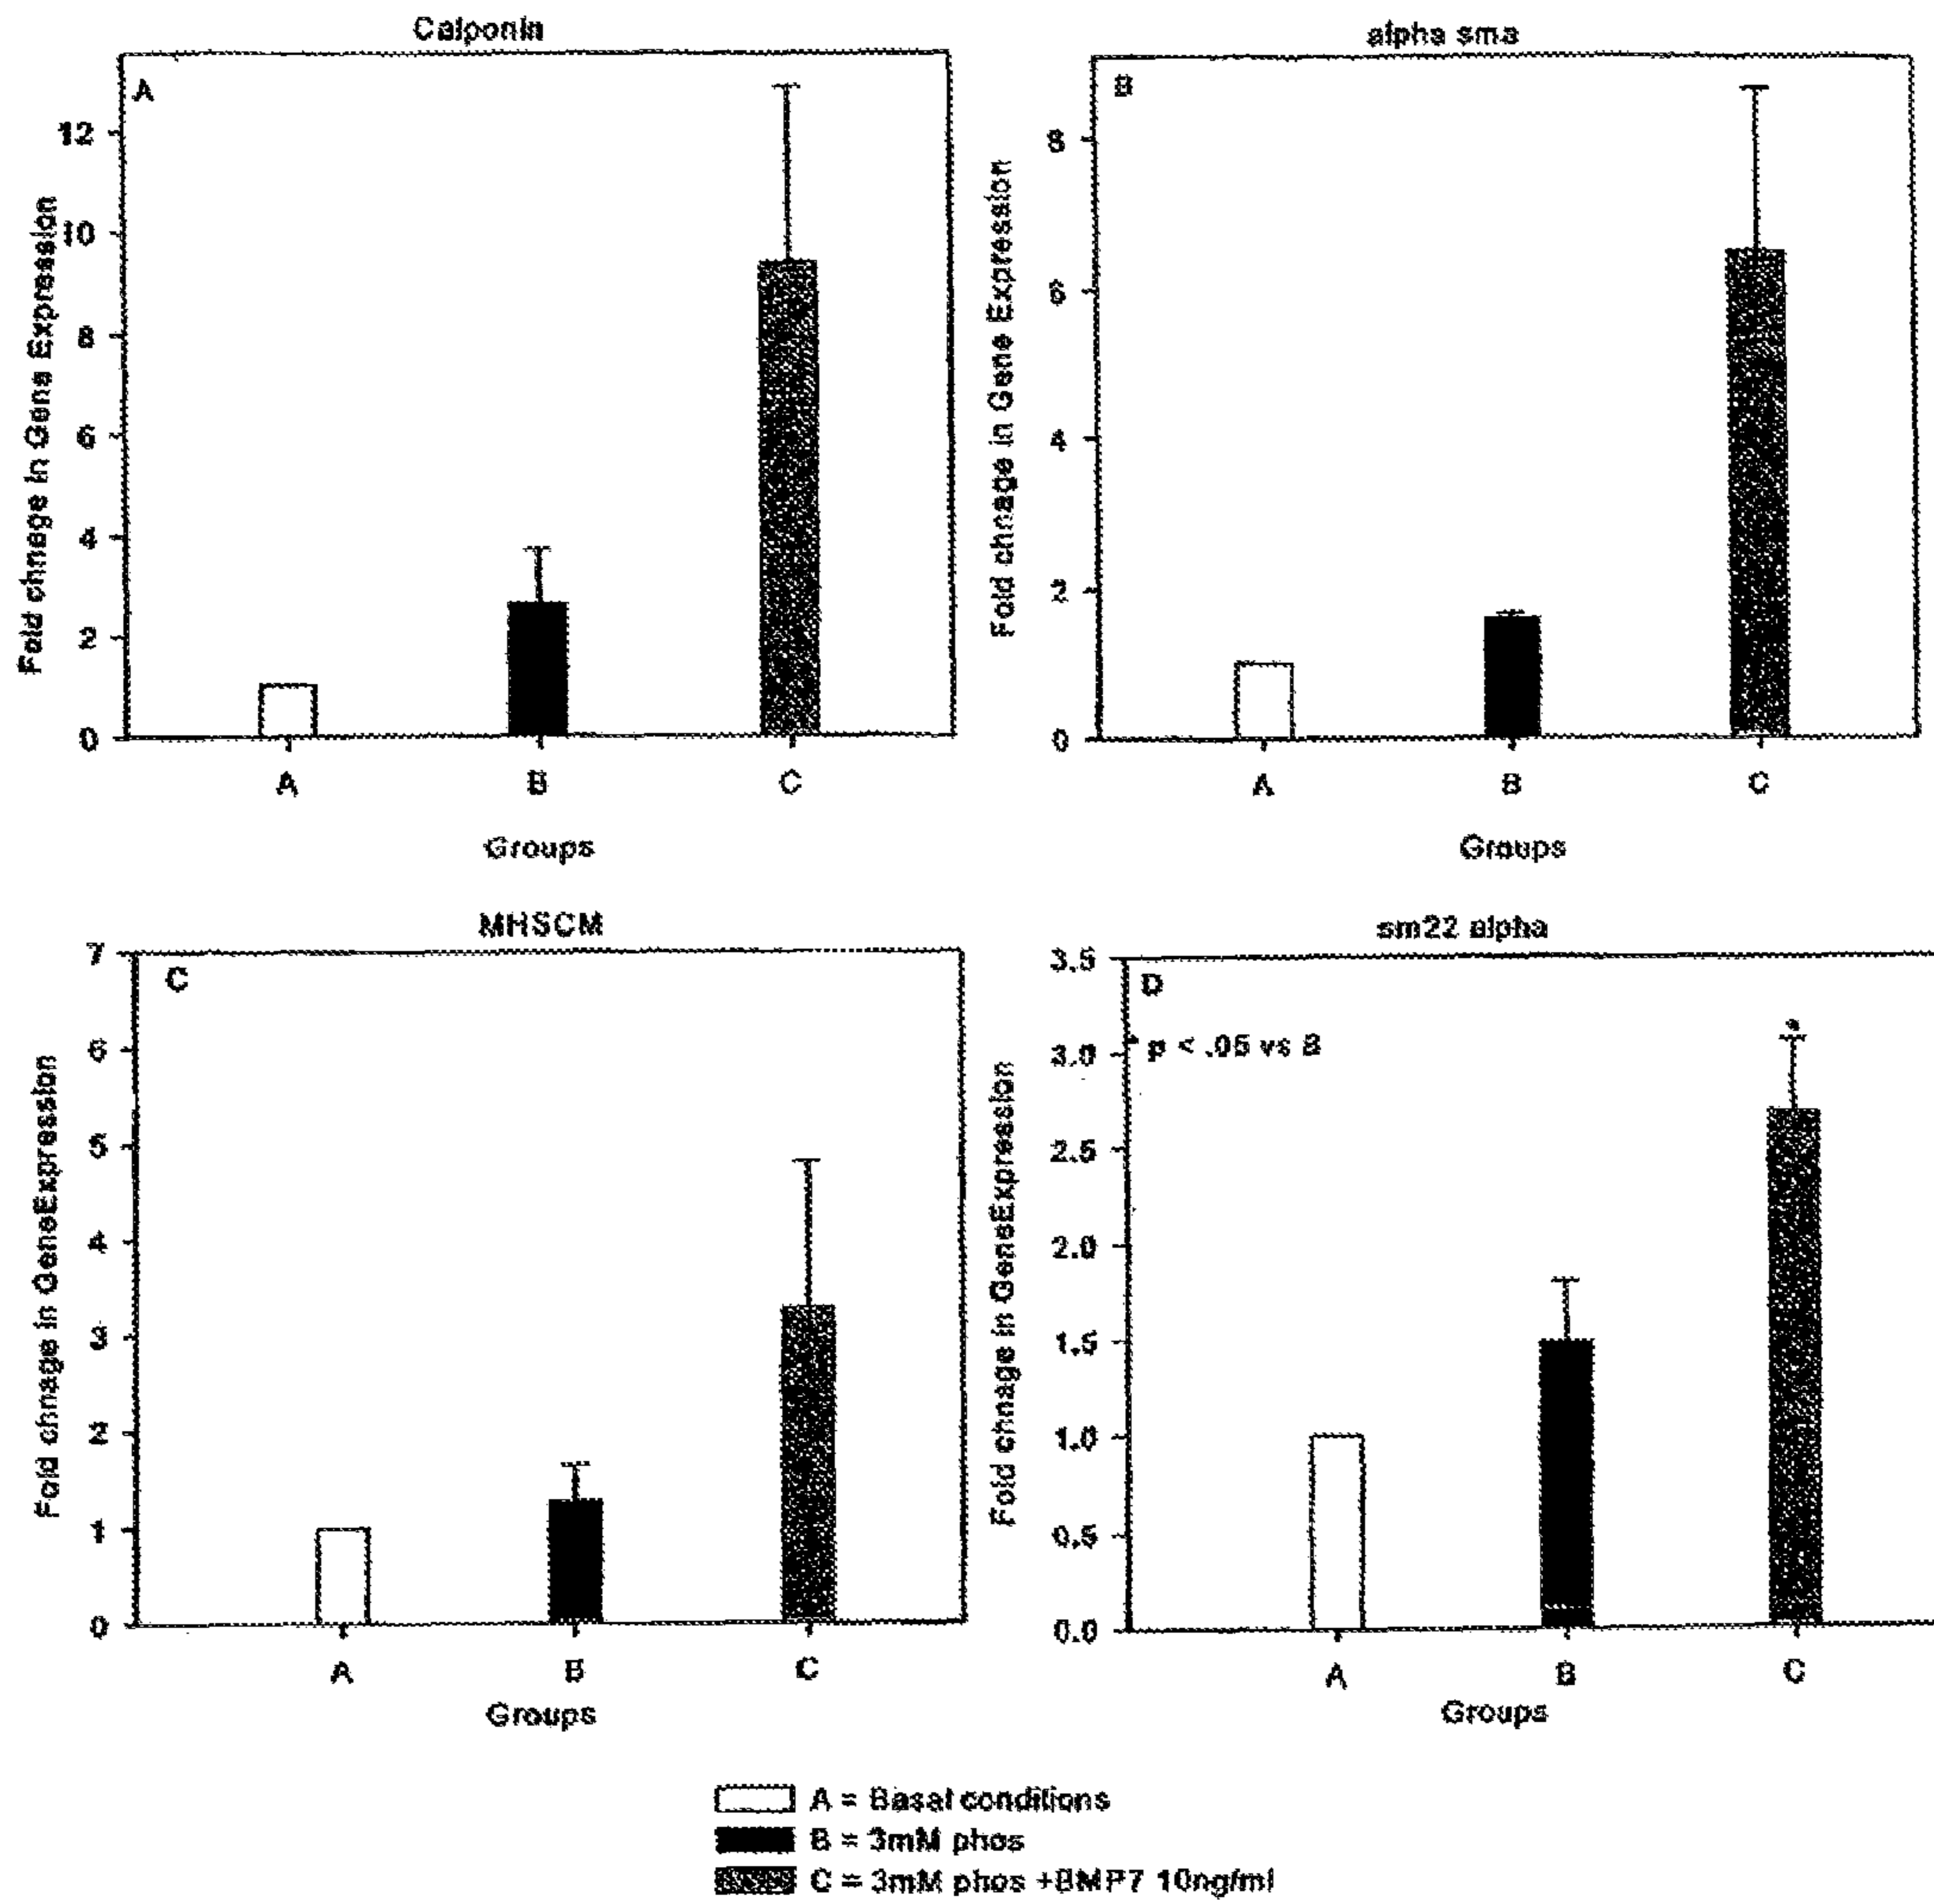 Calponin
A
Fold chnage in Gene Expression
12
10
8
6
4
2
0
A B C
Groups
alpha sma
B
Fold chnage in Gene Expression
8
6
4
2
0
A B C
Groups
MHSCM
C
Fold chnage in GeneExpression
7
6
5
4
3
2
1
0
A B C
Groups
sm22 alpha
D
* p < .05 vs B
*
Fold chnage in GeneExpression
3.5
3.0
2.5
2.0
1.5
1.0
0.5
0.0
A B C
Groups
A = Basal conditions
B = 3mM phos
C = 3mM phos +BMP7 10ng/ml